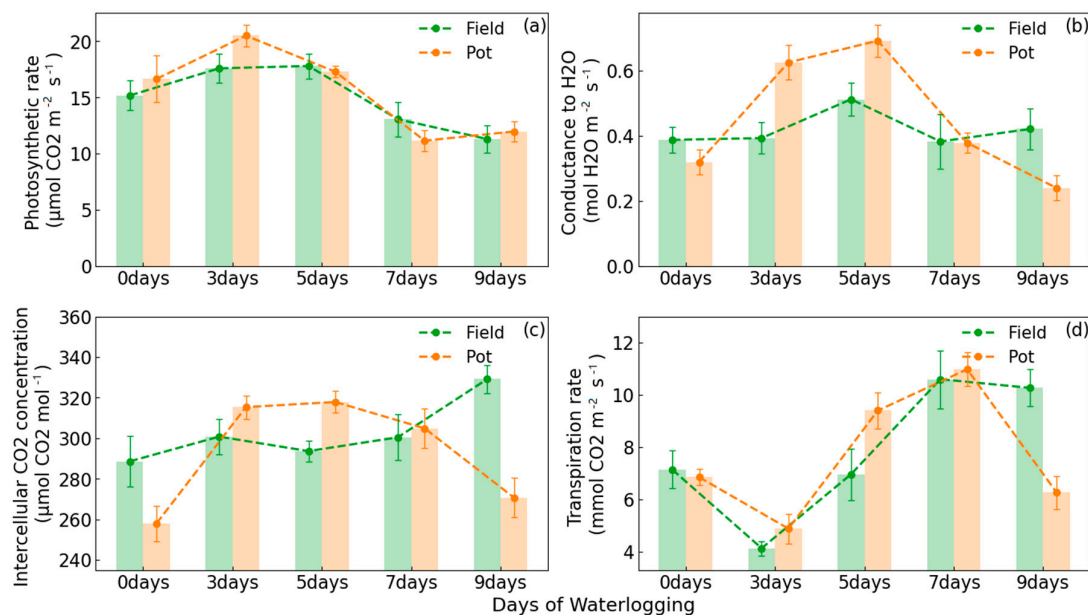 (a)
Field
Pot
Photosynthetic rate
(μmol CO2 m⁻² s⁻¹)
20
15
10
5
0
0days 3days 5days 7days 9days
(b)
Field
Pot
Conductance to H2O
(mol H2O m⁻² s⁻¹)
0.6
0.4
0.2
0.0
0days 3days 5days 7days 9days
(c)
Field
Pot
Intercellular CO2 concentration
(μmol CO2 mol⁻¹)
360
340
320
300
280
260
240
0days 3days 5days 7days 9days
(d)
Field
Pot
Transpiration rate
(mmol CO2 m⁻² s⁻¹)
12
10
8
6
4
0days 3days 5days 7days 9days
Days of Waterlogging